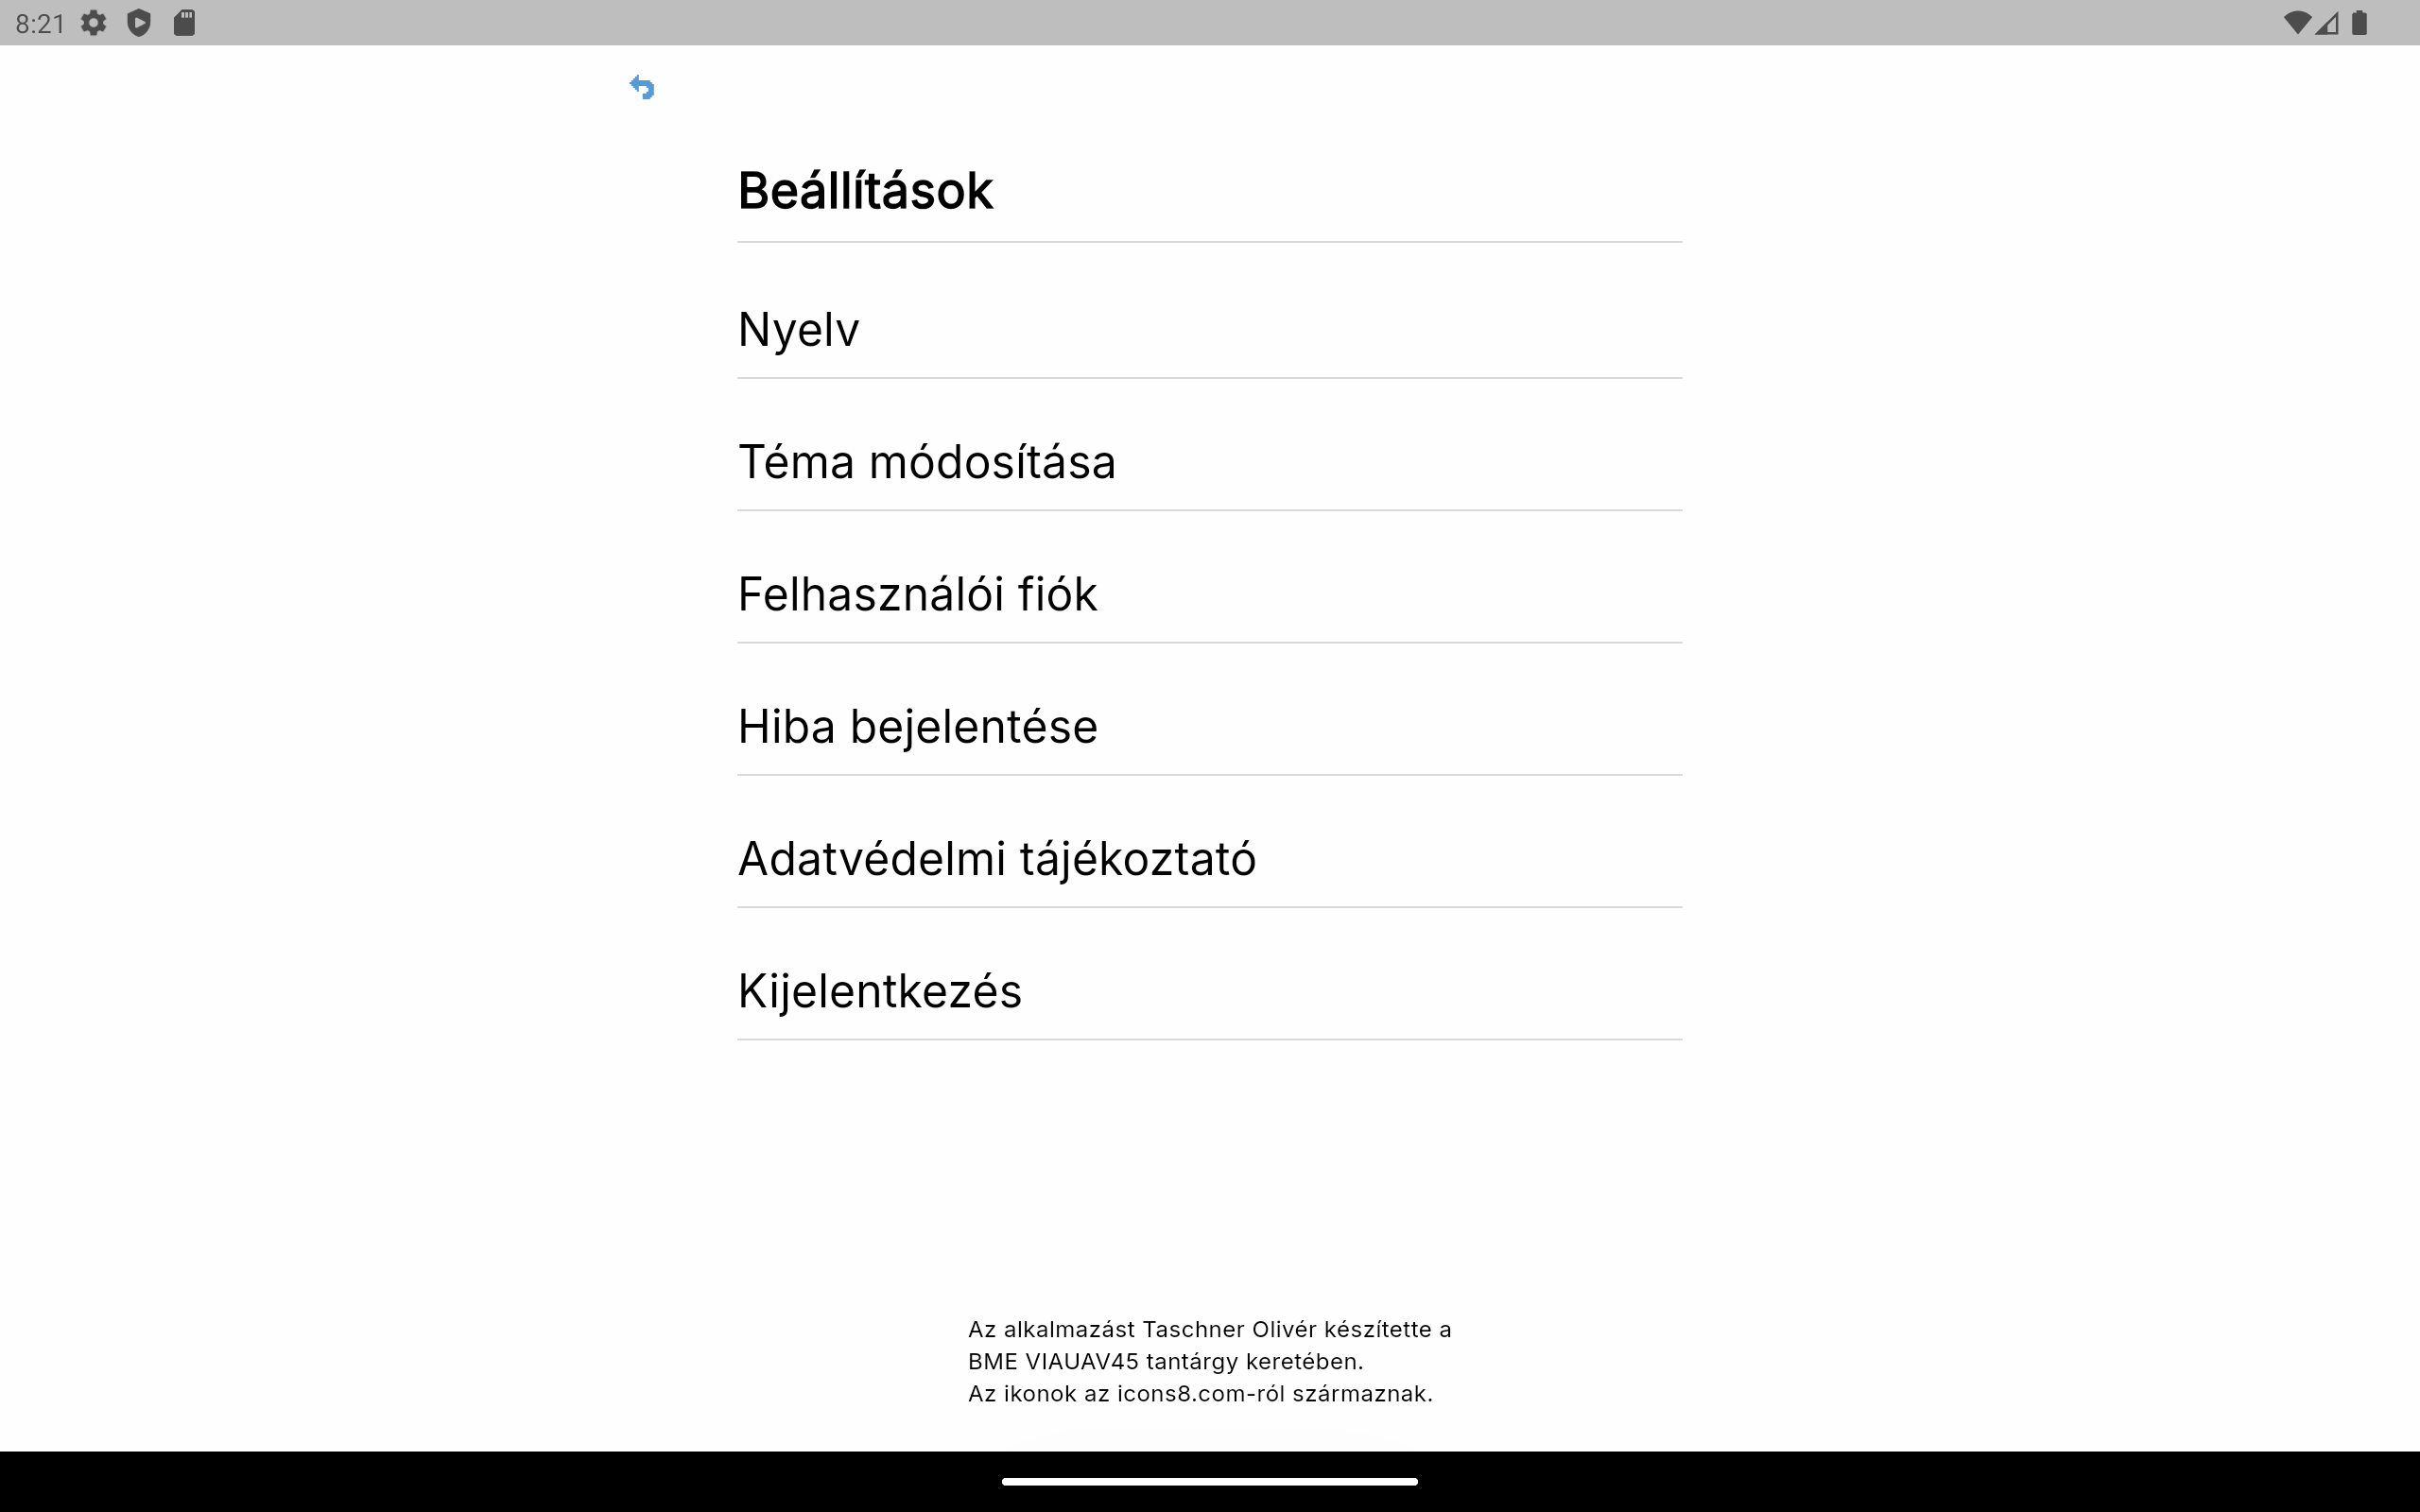 8:21
Beállítások
Nyelv
Téma módosítása
Felhasználói fiók
Hiba bejelentése
Adatvédelmi tájékoztató
Kijelentkezés
Az alkalmazást Taschner Olivér készítette a
BME VIAUAV45 tantárgy keretében.
Az ikonok az icons8.com-ról származnak.